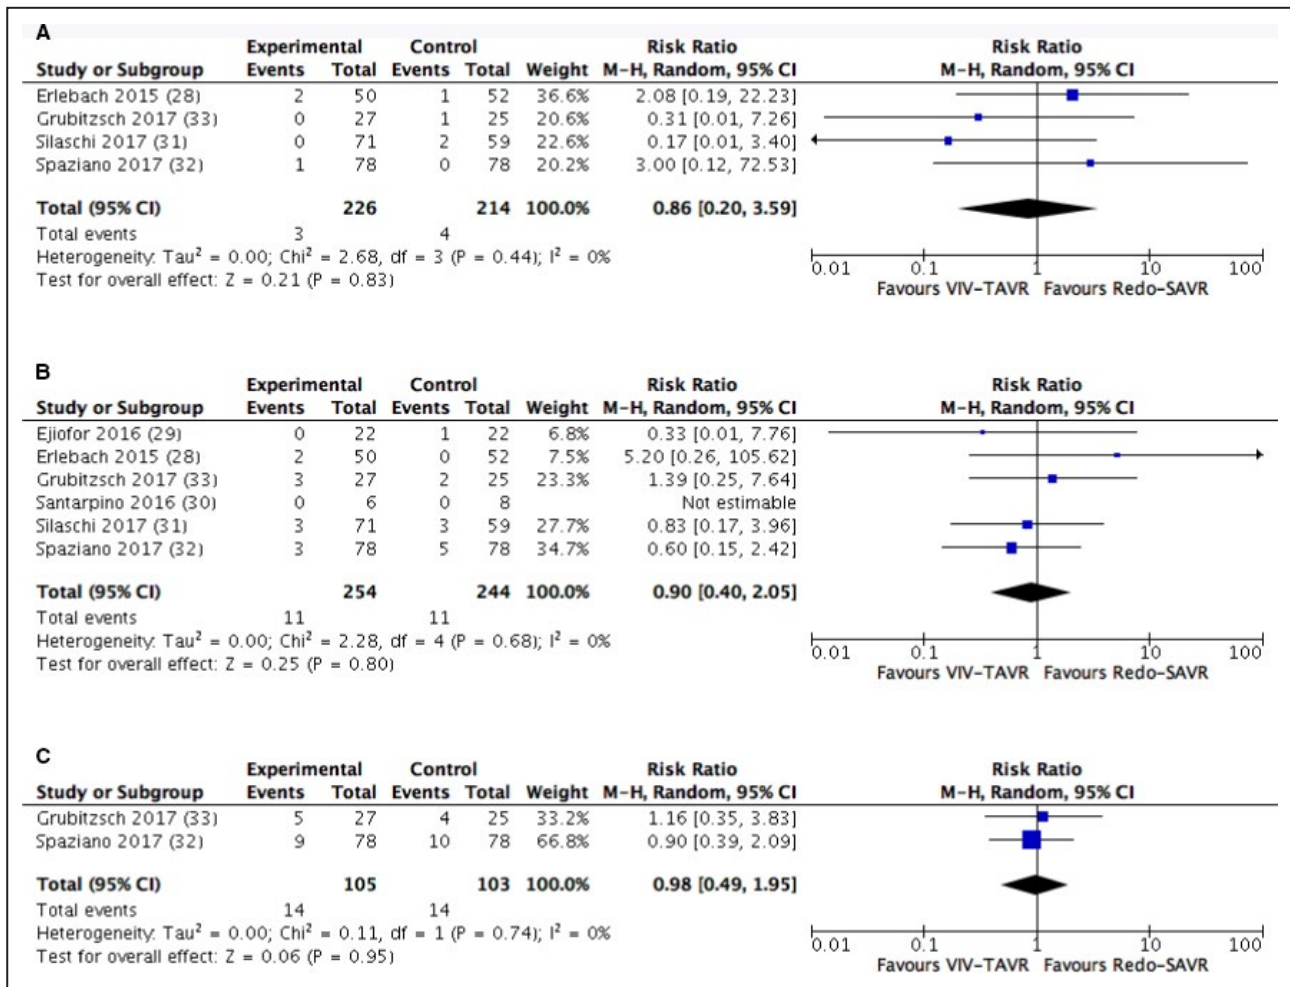 A
Experimental Control Risk Ratio Risk Ratio
Study or Subgroup Events Total Events Total Weight M-H, Random, 95% CI M-H, Random, 95% CI
Erlebach 2015 (28) 2 50 1 52 36.6% 2.08 [0.19, 22.23]
Grubitzsch 2017 (33) 0 27 1 25 20.6% 0.31 [0.01, 7.26]
Silaschi 2017 (31) 0 71 2 59 22.6% 0.17 [0.01, 3.40]
Spaziano 2017 (32) 1 78 0 78 20.2% 3.00 [0.12, 72.53]
Total (95% CI) 226 214 100.0% 0.86 [0.20, 3.59]
Total events 3 4
Heterogeneity: Tau² = 0.00; Chi² = 2.68, df = 3 (P = 0.44); I² = 0%
Test for overall effect: Z = 0.21 (P = 0.83)
0.01 0.1 1 10 100
Favours VIV-TAVR Favours Redo-SAVR
B
Experimental Control Risk Ratio Risk Ratio
Study or Subgroup Events Total Events Total Weight M-H, Random, 95% CI M-H, Random, 95% CI
Ejiofor 2016 (29) 0 22 1 22 6.8% 0.33 [0.01, 7.76]
Erlebach 2015 (28) 2 50 0 52 7.5% 5.20 [0.26, 105.62]
Grubitzsch 2017 (33) 3 27 2 25 23.3% 1.39 [0.25, 7.64]
Santarpino 2016 (30) 0 6 0 8 Not estimable
Silaschi 2017 (31) 3 71 3 59 27.7% 0.83 [0.17, 3.96]
Spaziano 2017 (32) 3 78 5 78 34.7% 0.60 [0.15, 2.42]
Total (95% CI) 254 244 100.0% 0.90 [0.40, 2.05]
Total events 11 11
Heterogeneity: Tau² = 0.00; Chi² = 2.28, df = 4 (P = 0.68); I² = 0%
Test for overall effect: Z = 0.25 (P = 0.80)
0.01 0.1 1 10 100
Favours VIV-TAVR Favours Redo-SAVR
C
Experimental Control Risk Ratio Risk Ratio
Study or Subgroup Events Total Events Total Weight M-H, Random, 95% CI M-H, Random, 95% CI
Grubitzsch 2017 (33) 5 27 4 25 33.2% 1.16 [0.35, 3.83]
Spaziano 2017 (32) 9 78 10 78 66.8% 0.90 [0.39, 2.09]
Total (95% CI) 105 103 100.0% 0.98 [0.49, 1.95]
Total events 14 14
Heterogeneity: Tau² = 0.00; Chi² = 0.11, df = 1 (P = 0.74); I² = 0%
Test for overall effect: Z = 0.06 (P = 0.95)
0.01 0.1 1 10 100
Favours VIV-TAVR Favours Redo-SAVR